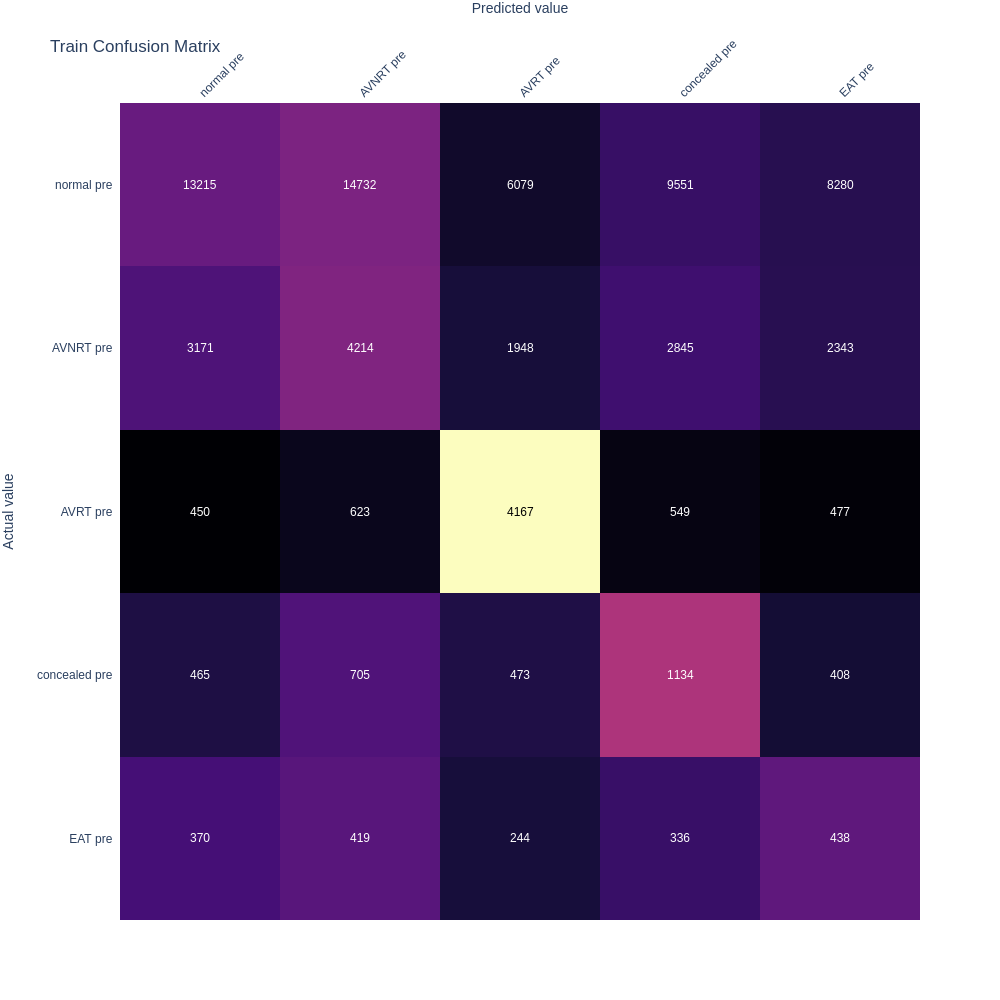 Predicted value
Train Confusion Matrix
normal pre AVNRT pre AVRT pre concealed pre EAT pre
normal pre 13215 14732 6079 9551 8280
AVNRT pre 3171 4214 1948 2845 2343
AVRT pre 450 623 4167 549 477
concealed pre 465 705 473 1134 408
EAT pre 370 419 244 336 438
Actual value